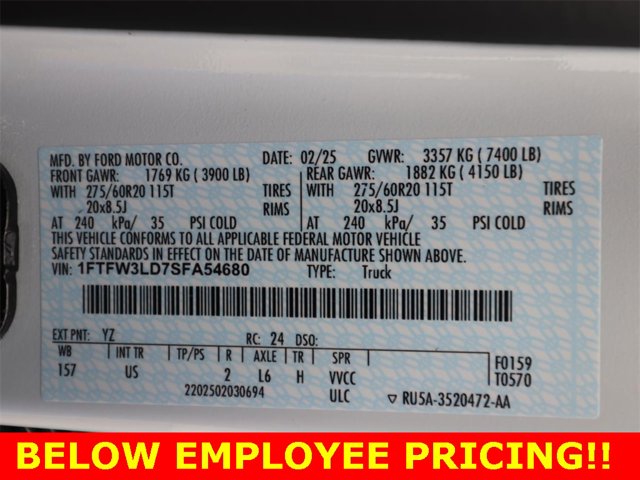 MFD. BY FORD MOTOR CO. DATE: 02/25 GVWR: 3357 KG ( 7400 LB)
FRONT GAWR: 1769 KG ( 3900 LB) REAR GAWR: 1882 KG ( 4150 LB)
WITH 275/60R20 115T TIRES WITH 275/60R20 115T TIRES
20x8.5J RIMS 20x8.5J RIMS
AT 240 kPa/ 35 PSI COLD AT 240 kPa/ 35 PSI COLD
THIS VEHICLE CONFORMS TO ALL APPLICABLE FEDERAL MOTOR VEHICLE
SAFETY STANDARDS IN EFFECT ON THE DATE OF MANUFACTURE SHOWN ABOVE.
VIN: 1FTFW3LD7SFA54680 TYPE: Truck
EXT PNT: YZ RC: 24 DSO:
WB INT TR TP/PS R AXLE TR SPR F0159
157 US 2 L6 H VVCC T0570
2202502030694 ULC ▽ RU5A-3520472-AA
BELOW EMPLOYEE PRICING!!